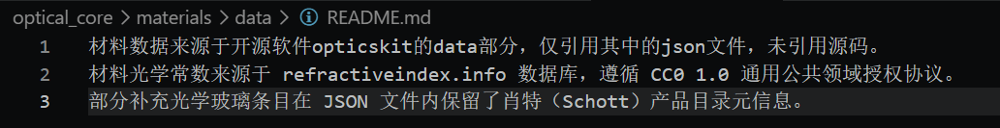 optical_core > materials > data > README.md
1 材料数据来源于开源软件opticskit的data部分，仅引用其中的json文件，未引用源码。
2 材料光学常数来源于 refractiveindex.info 数据库，遵循 CC0 1.0 通用公共领域授权协议。
3 部分补充光学玻璃条目在 JSON 文件内保留了肖特（Schott）产品目录元信息。